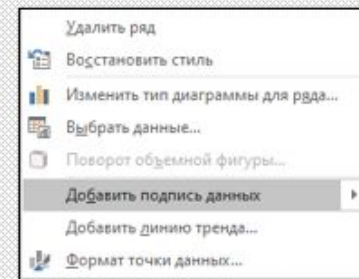 Удалить ряд
Восстановить стиль
Изменить тип диаграммы для ряда...
Выбрать данные...
Поворот объемной фигуры...
Добавить подпись данных
Добавить линию тренда...
Формат точки данных...